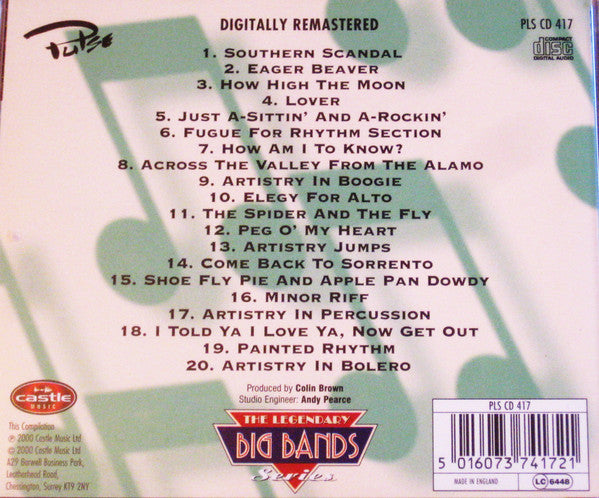 Pulse
DIGITALLY REMASTERED
PLS CD 417
COMPACT
disc
DIGITAL AUDIO
1. SOUTHERN SCANDAL
2. EAGER BEAVER
3. HOW HIGH THE MOON
4. LOVER
5. JUST A-SITTIN' AND A-ROCKIN'
6. FUGUE FOR RHYTHM SECTION
7. HOW AM I TO KNOW?
8. ACROSS THE VALLEY FROM THE ALAMO
9. ARTISTRY IN BOOGIE
10. ELEGY FOR ALTO
11. THE SPIDER AND THE FLY
12. PEG O' MY HEART
13. ARTISTRY JUMPS
14. COME BACK TO SORRENTO
15. SHOE FLY PIE AND APPLE PAN DOWDY
16. MINOR RIFF
17. ARTISTRY IN PERCUSSION
18. I TOLD YA I LOVE YA, NOW GET OUT
19. PAINTED RHYTHM
20. ARTISTRY IN BOLERO
Produced by Colin Brown
Studio Engineer: Andy Pearce
castle
MUSIC
This Compilation
℗ 2000 Castle Music Ltd
© 2000 Castle Music Ltd
A29 Barwell Business Park,
Leatherhead Road,
Chessington, Surrey KT9 2NY
THE LEGENDARY
BIG BANDS
Series
PLS CD 417
5 016073 741721
MADE IN ENGLAND
LC 6448